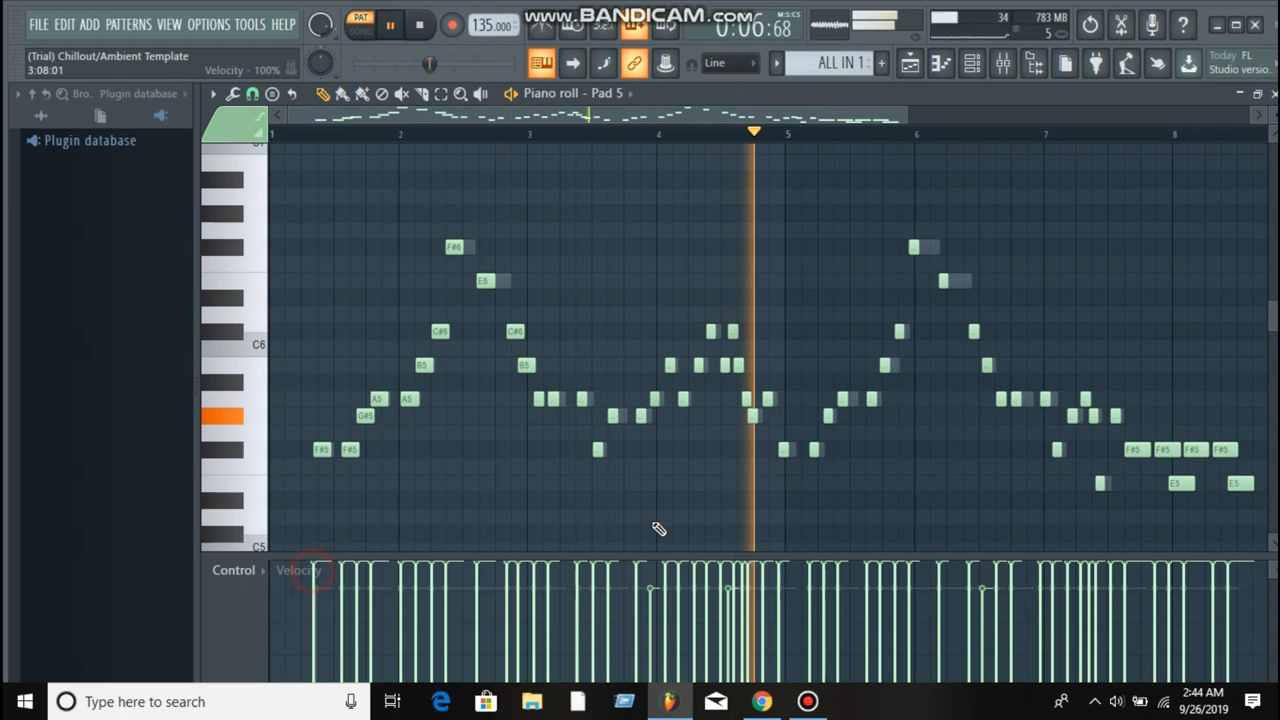 FILE EDIT ADD PATTERNS VIEW OPTIONS TOOLS HELP
PAT
SONG
135.000
www.BANDICAM.com
0:06:68
M:S:CS
34
783 MB
5
(Trial) Chillout/Ambient Template
3:08:01
Velocity - 100%
Line
ALL IN 1
Today FL
Studio versio..
Bro..
Plugin database
Piano roll - Pad 5
Plugin database
1 2 3 4 5 6 7 8
F#6
E6
C#6 C#6
C6
B5 B5
A5 A5
G#5
F#5 F#5 F#5 F#5 F#5 F#5
E5 E5
C5
Control
Velocity
Type here to search
2:44 AM
9/26/2019